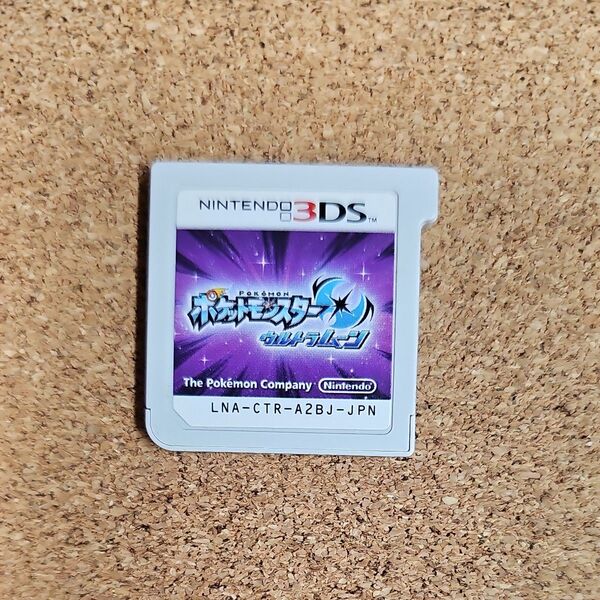 NINTENDO 3DS™
POKÉMON
ポケットモンスター
ウルトラムーン
The Pokémon Company Nintendo
LNA-CTR-A2BJ-JPN